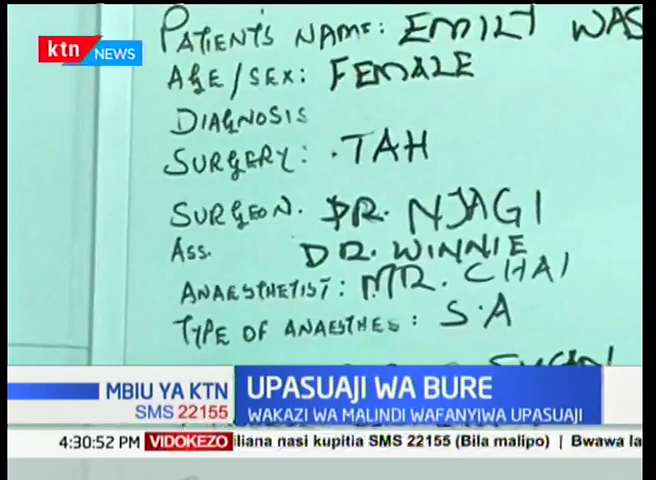 PATIENT'S NAME: EMILY WAS
AGE/SEX: FEMALE
DIAGNOSIS
SURGERY: . TAH
SURGEON. DR. NJAGI
ASS. DR. WINNIE
ANAESTHETIST: MR. CHAI
TYPE OF ANAESTHES: S.A
ktn NEWS
MBIU YA KTN
SMS 22155
UPASUAJI WA BURE
WAKAZI WA MALINDI WAFANYIWA UPASUAJI
4:30:52 PM VIDOKEZO iliana nasi kupitia SMS 22155 (Bila malipo) | Bwawa la